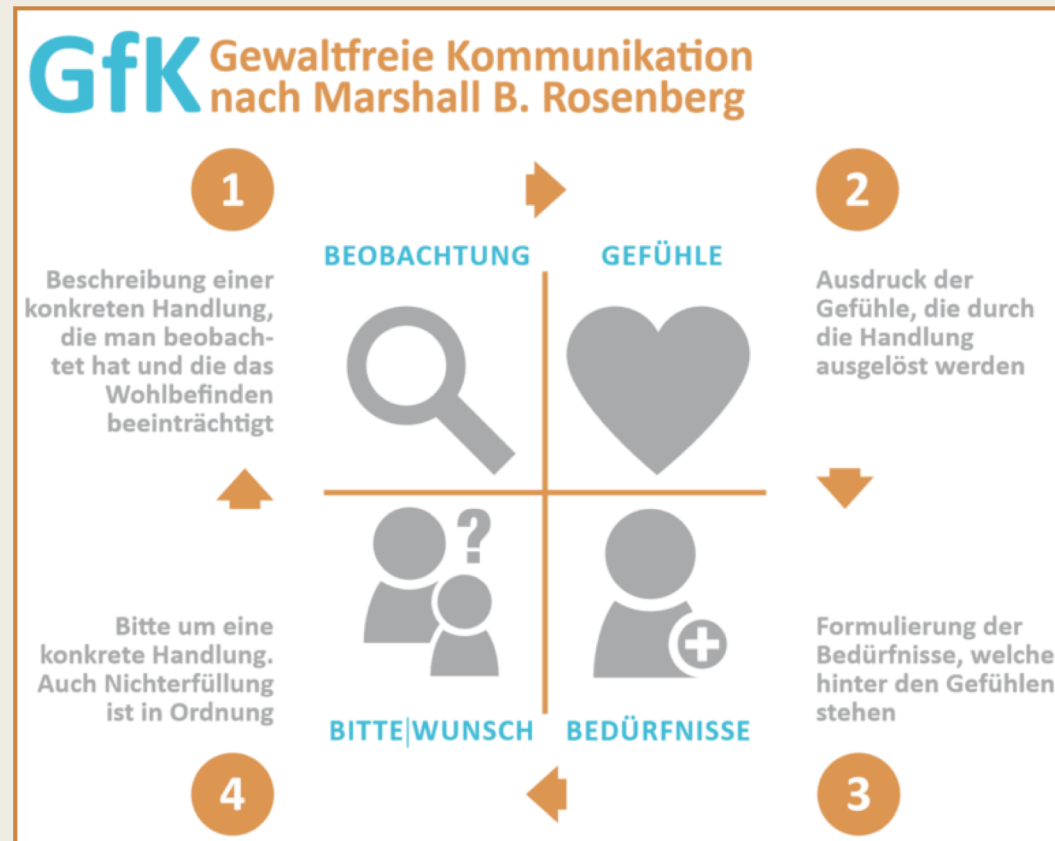 GfK Gewaltfreie Kommunikation
nach Marshall B. Rosenberg
1
BEOBACHTUNG
Beschreibung einer
konkreten Handlung,
die man beobach-
tet hat und die das
Wohlbefinden
beeinträchtigt
2
GEFÜHLE
Ausdruck der
Gefühle, die durch
die Handlung
ausgelöst werden
?
Bitte um eine
konkrete Handlung.
Auch Nichterfüllung
ist in Ordnung
BITTE|WUNSCH
4
Formulierung der
Bedürfnisse, welche
hinter den Gefühlen
stehen
BEDÜRFNISSE
3